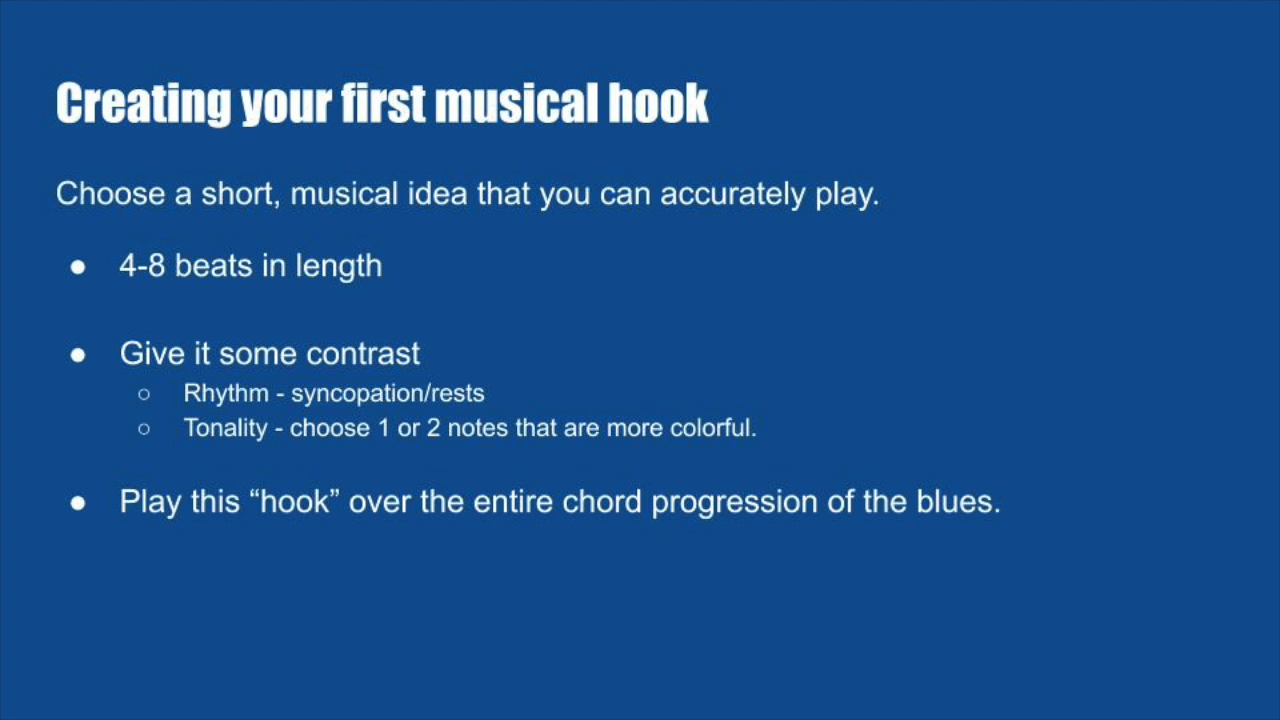 Creating your first musical hook
Choose a short, musical idea that you can accurately play.
● 4-8 beats in length
● Give it some contrast
○ Rhythm - syncopation/rests
○ Tonality - choose 1 or 2 notes that are more colorful.
● Play this “hook” over the entire chord progression of the blues.